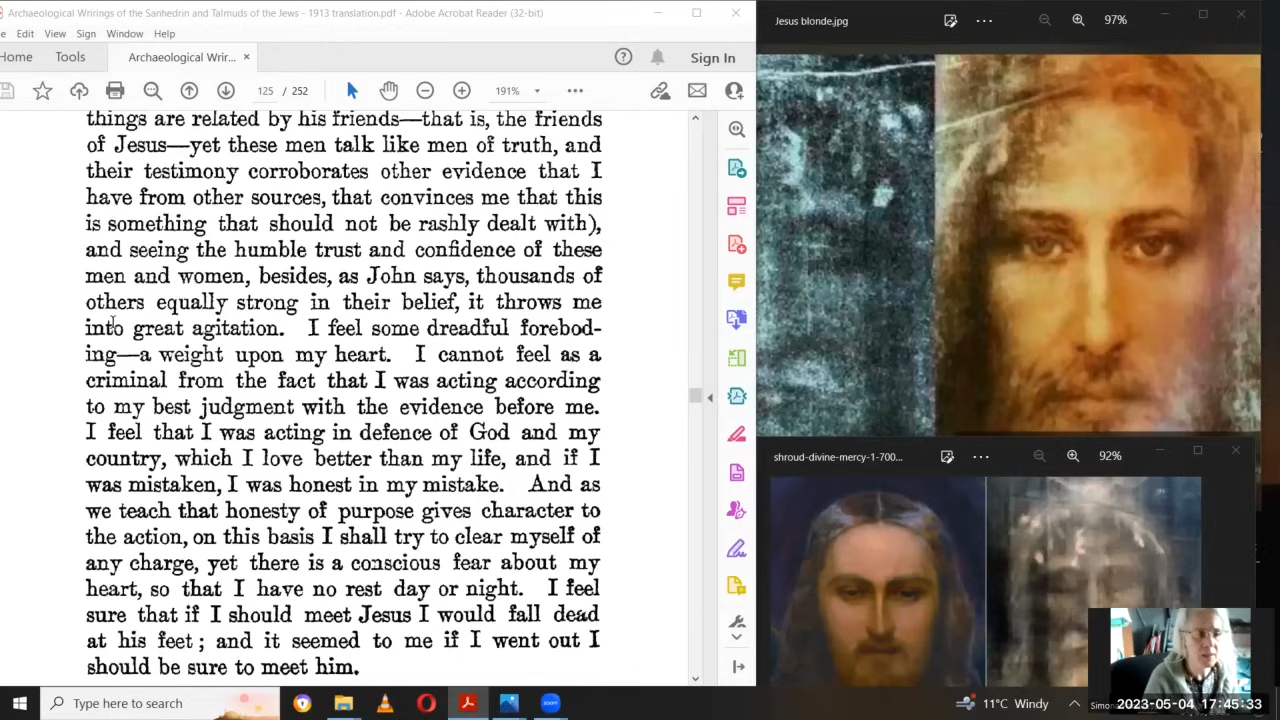 Archaeological Wrirings of the Sanhedrin and Talmuds of the Jews - 1913 translation.pdf - Adobe Acrobat Reader (32-bit)
Edit View Sign Window Help
Home Tools Archaeological Wrir... × Sign In
125 / 252 191%
things are related by his friends—that is, the friends
of Jesus—yet these men talk like men of truth, and
their testimony corroborates other evidence that I
have from other sources, that convinces me that this
is something that should not be rashly dealt with),
and seeing the humble trust and confidence of these
men and women, besides, as John says, thousands of
others equally strong in their belief, it throws me
into great agitation. I feel some dreadful forebod-
ing—a weight upon my heart. I cannot feel as a
criminal from the fact that I was acting according
to my best judgment with the evidence before me.
I feel that I was acting in defence of God and my
country, which I love better than my life, and if I
was mistaken, I was honest in my mistake. And as
we teach that honesty of purpose gives character to
the action, on this basis I shall try to clear myself of
any charge, yet there is a conscious fear about my
heart, so that I have no rest day or night. I feel
sure that if I should meet Jesus I would fall dead
at his feet; and it seemed to me if I went out I
should be sure to meet him.
Jesus blonde.jpg 97%
shroud-divine-mercy-1-700... 92%
Type here to search
zoom
11°C Windy
Simon
2023-05-04 17:45:33